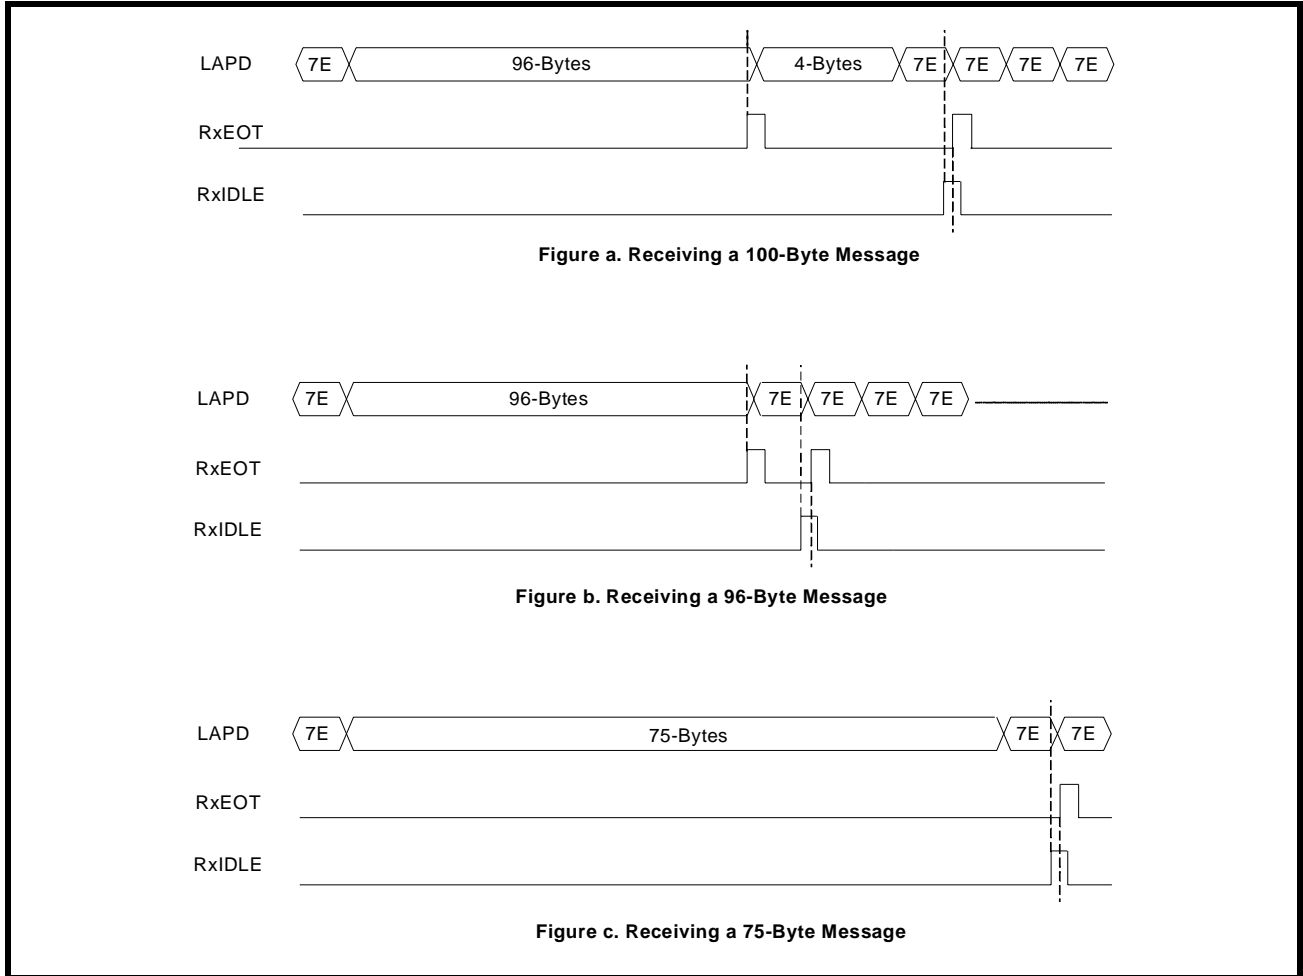 LAPD 7E 96-Bytes 4-Bytes 7E 7E 7E 7E
RxEOT
RxIDLE
Figure a. Receiving a 100-Byte Message
LAPD 7E 96-Bytes 7E 7E 7E 7E
RxEOT
RxIDLE
Figure b. Receiving a 96-Byte Message
LAPD 7E 75-Bytes 7E 7E
RxEOT
RxIDLE
Figure c. Receiving a 75-Byte Message